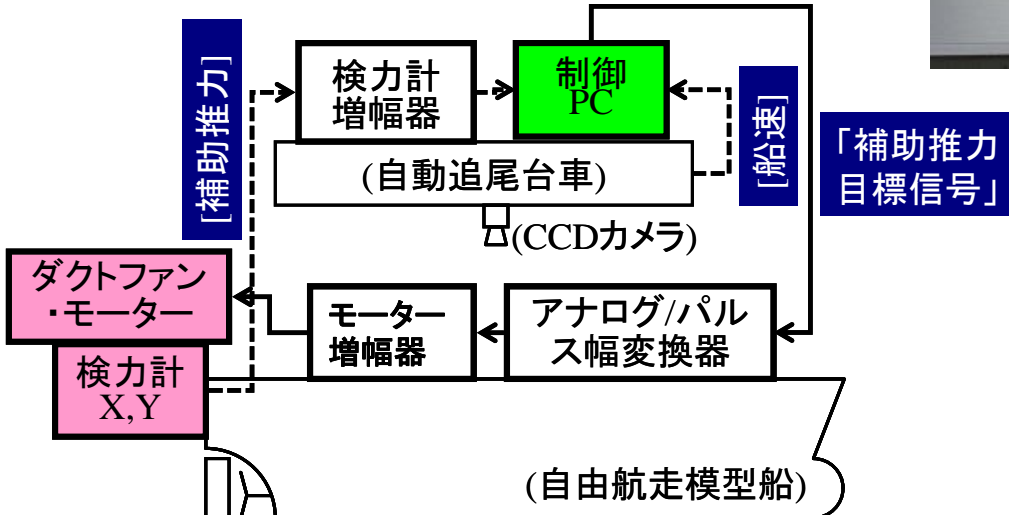 [補助推力]
検力計
増幅器
制御
PC
[船速]
「補助推力
目標信号」
(自動追尾台車)
(CCDカメラ)
ダクトファン
・モーター
モーター
増幅器
アナログ/パル
ス幅変換器
検力計
X,Y
(自由航走模型船)